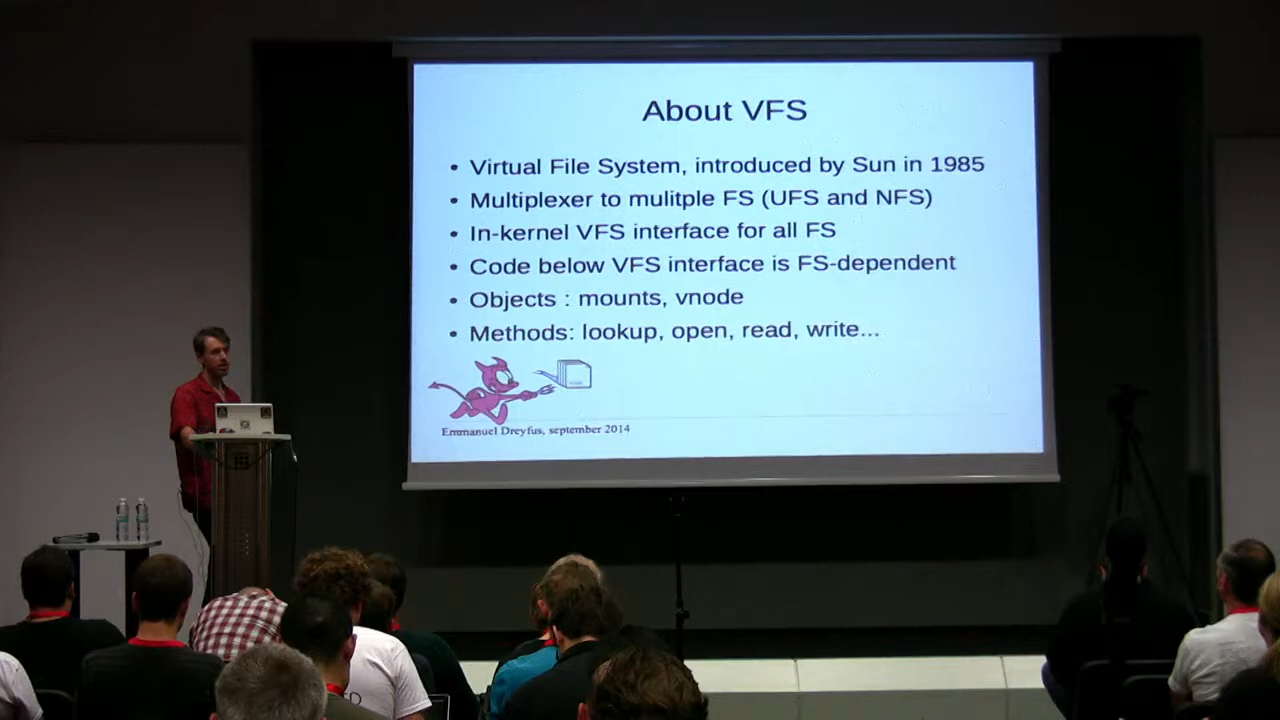 About VFS
• Virtual File System, introduced by Sun in 1985
• Multiplexer to mulitple FS (UFS and NFS)
• In-kernel VFS interface for all FS
• Code below VFS interface is FS-dependent
• Objects : mounts, vnode
• Methods: lookup, open, read, write...
Emmanuel Dreyfus, september 2014